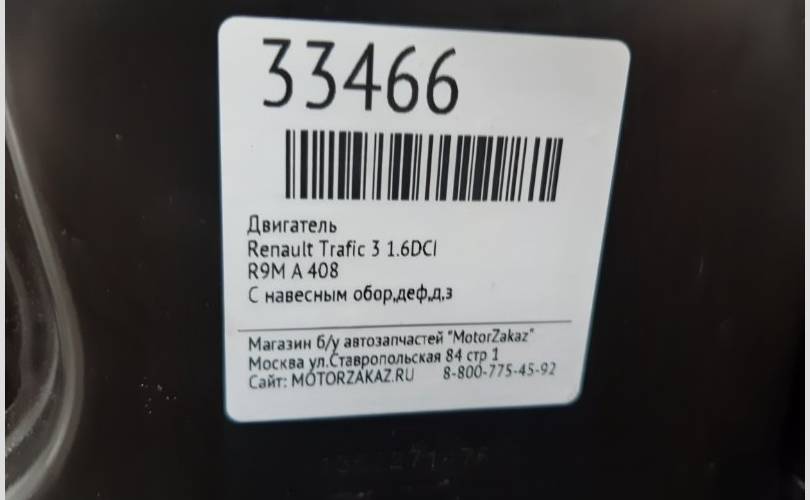 33466
Двигатель
Renault Trafic 3 1.6DCI
R9M A 408
С навесным обор,деф,д,з
Магазин б/у автозапчастей "MotorZakaz"
Москва ул.Ставропольская 84 стр 1
Сайт: MOTORZAKAZ.RU 8-800-775-45-92